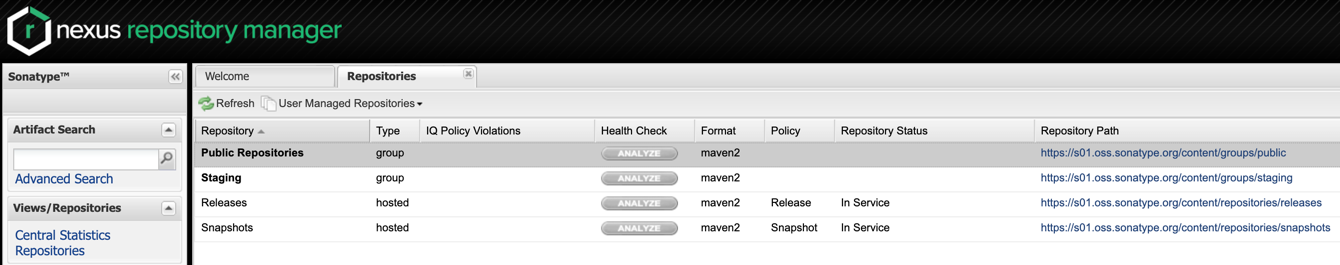 nexus repository manager
Sonatype™
Welcome
Repositories
Refresh
User Managed Repositories
Artifact Search
Advanced Search
Views/Repositories
Central Statistics
Repositories
Repository Type IQ Policy Violations Health Check Format Policy Repository Status Repository Path
Public Repositories group ANALYZE maven2 https://s01.oss.sonatype.org/content/groups/public
Staging group ANALYZE maven2 https://s01.oss.sonatype.org/content/groups/staging
Releases hosted ANALYZE maven2 Release In Service https://s01.oss.sonatype.org/content/repositories/releases
Snapshots hosted ANALYZE maven2 Snapshot In Service https://s01.oss.sonatype.org/content/repositories/snapshots